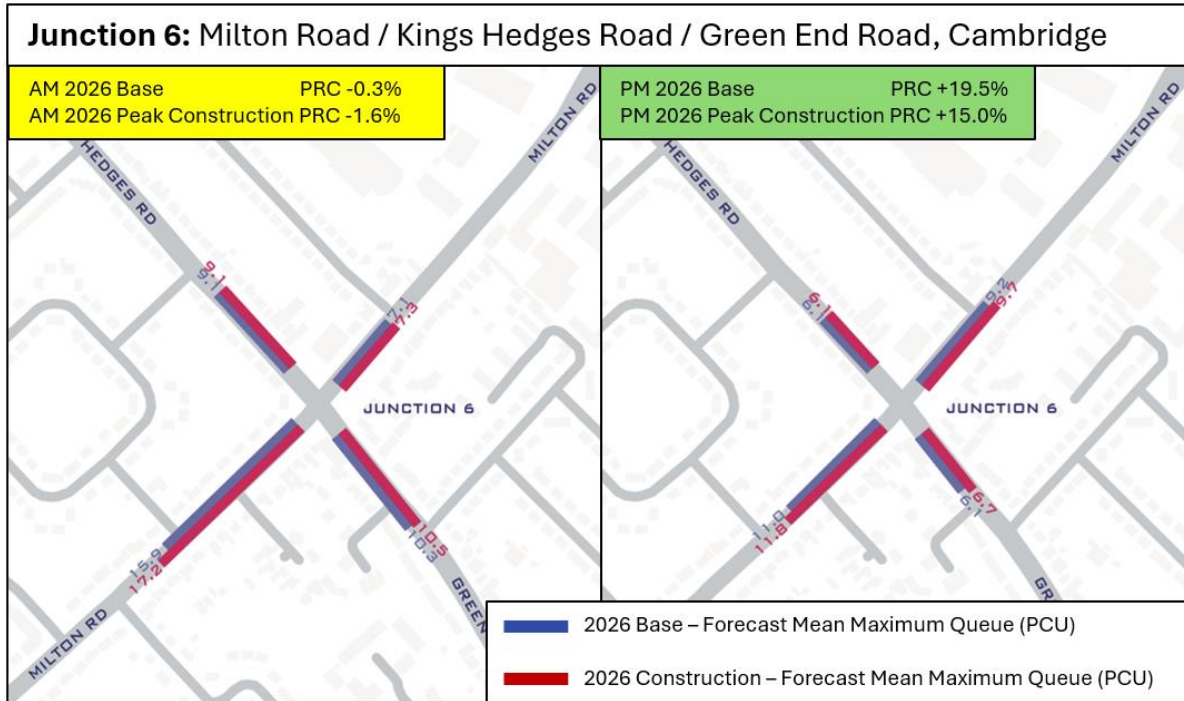 Junction 6: Milton Road / Kings Hedges Road / Green End Road, Cambridge
AM 2026 Base PRC -0.3%
AM 2026 Peak Construction PRC -1.6%
HEDGES RD
MILTON RD
9.1
9.1
7.1
7.3
JUNCTION 6
15.9
17.2
10.5
10.3
MILTON RD
GREEN
PM 2026 Base PRC +19.5%
PM 2026 Peak Construction PRC +15.0%
HEDGES RD
MILTON RD
6.1
6.1
9.2
9.7
JUNCTION 6
11.0
11.8
6.7
6.1
GR
2026 Base – Forecast Mean Maximum Queue (PCU)
2026 Construction – Forecast Mean Maximum Queue (PCU)